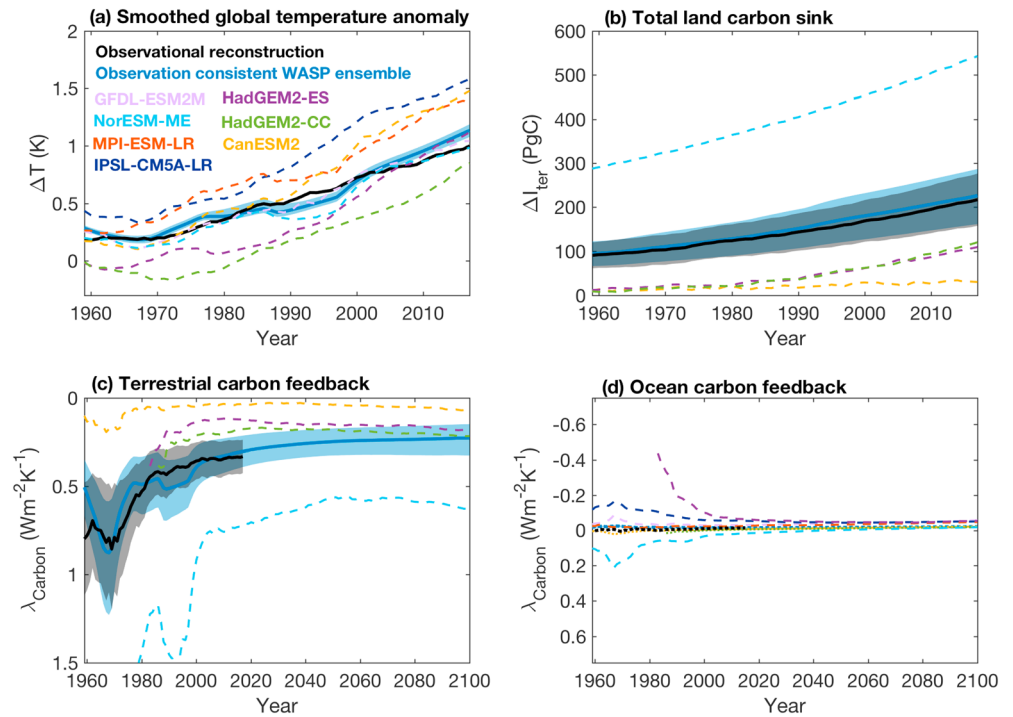 (a) Smoothed global temperature anomaly
2
1.5
1
0.5
0
ΔT (K)
Observational reconstruction
Observation consistent WASP ensemble
GFDL-ESM2M HadGEM2-ES
NorESM-ME HadGEM2-CC
MPI-ESM-LR CanESM2
IPSL-CM5A-LR
1960 1970 1980 1990 2000 2010
Year
(b) Total land carbon sink
600
500
400
300
200
100
0
ΔI_ter (PgC)
1960 1970 1980 1990 2000 2010
Year
(c) Terrestrial carbon feedback
0
0.5
1
1.5
λ_Carbon (Wm⁻²K⁻¹)
1960 1980 2000 2020 2040 2060 2080 2100
Year
(d) Ocean carbon feedback
-0.6
-0.4
-0.2
0
0.2
0.4
0.6
λ_Carbon (Wm⁻²K⁻¹)
1960 1980 2000 2020 2040 2060 2080 2100
Year